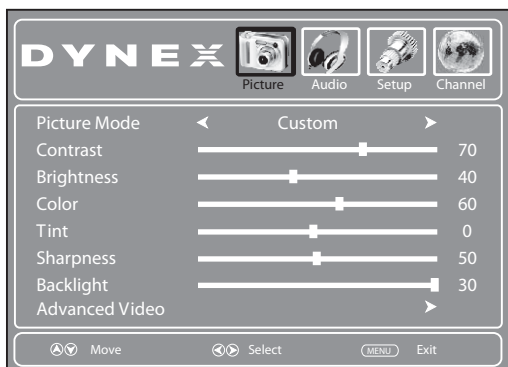 DYNEX
Picture Audio Setup Channel
Picture Mode Custom
Contrast 70
Brightness 40
Color 60
Tint 0
Sharpness 50
Backlight 30
Advanced Video
Move Select MENU Exit